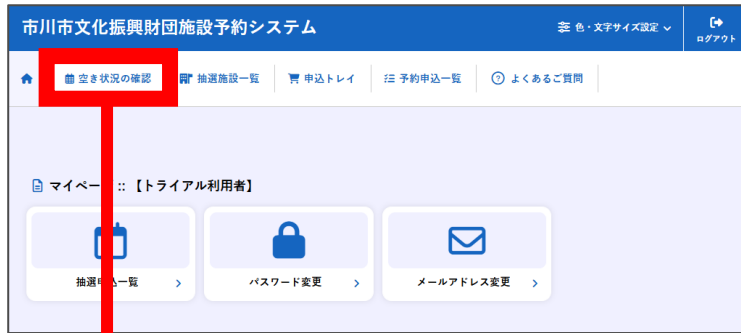 市川市文化振興財団施設予約システム
色・文字サイズ設定
ログアウト
空き状況の確認
抽選施設一覧
申込トレイ
予約申込一覧
よくあるご質問
マイペー :: 【トライアル利用者】
抽選申込一覧
パスワード変更
メールアドレス変更